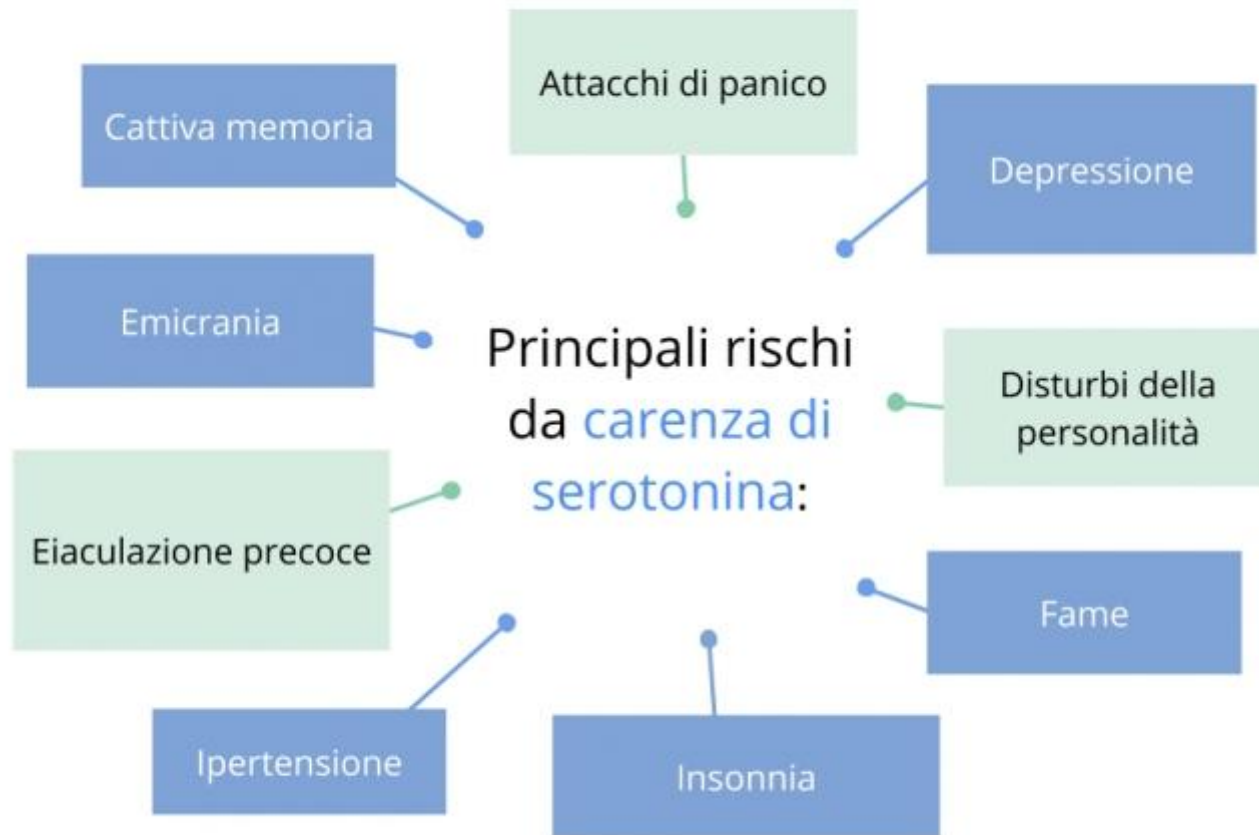 Attacchi di panico
Cattiva memoria
Depressione
Emicrania
Principali rischi
da carenza di
serotonina:
Disturbi della
personalità
Eiaculazione precoce
Fame
Ipertensione
Insonnia